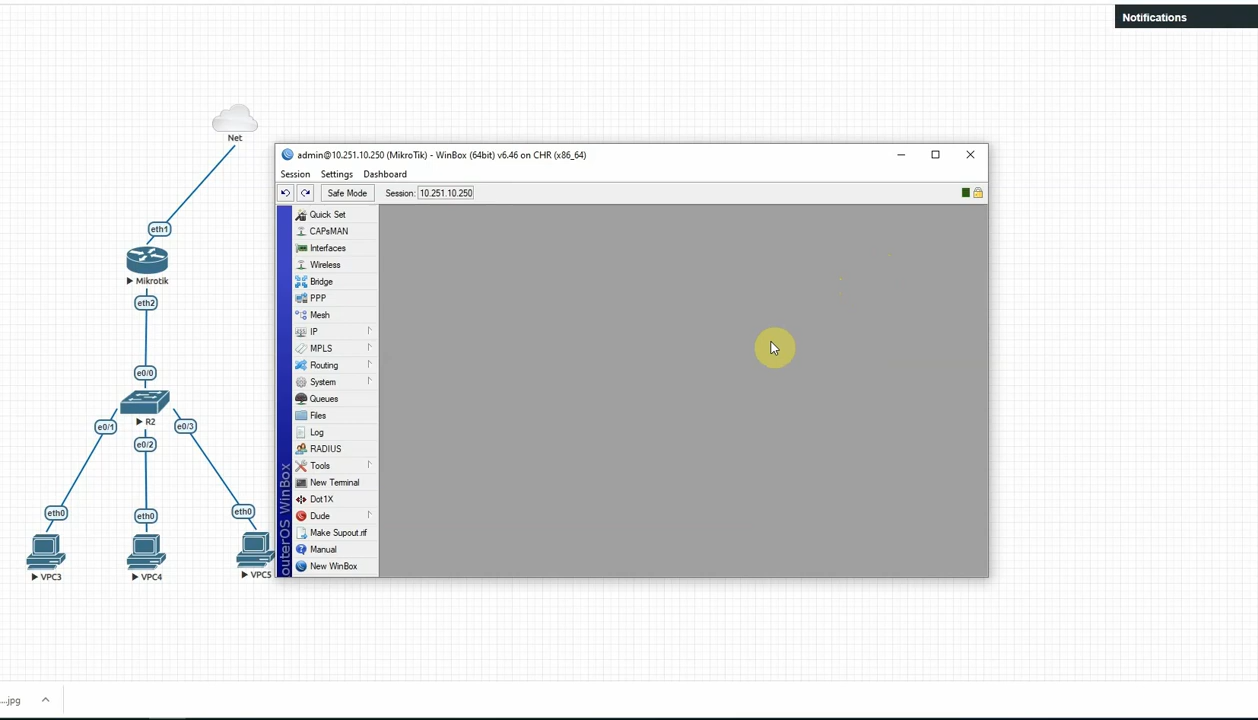 Notifications
Net
admin@10.251.10.250 (MikroTik) - WinBox (64bit) v6.46 on CHR (x86_64)
Session Settings Dashboard
Safe Mode Session: 10.251.10.250
Quick Set
CAPsMAN
Interfaces
Wireless
Bridge
PPP
Mesh
IP
MPLS
Routing
System
Queues
Files
Log
RADIUS
Tools
New Terminal
Dot1X
Dude
Make Supout.rif
Manual
New WinBox
outerOS WinBox
eth1
Mikrotik
eth2
e0/0
R2
e0/1
e0/2
e0/3
eth0
eth0
eth0
VPC3
VPC4
VPC5
...jpg